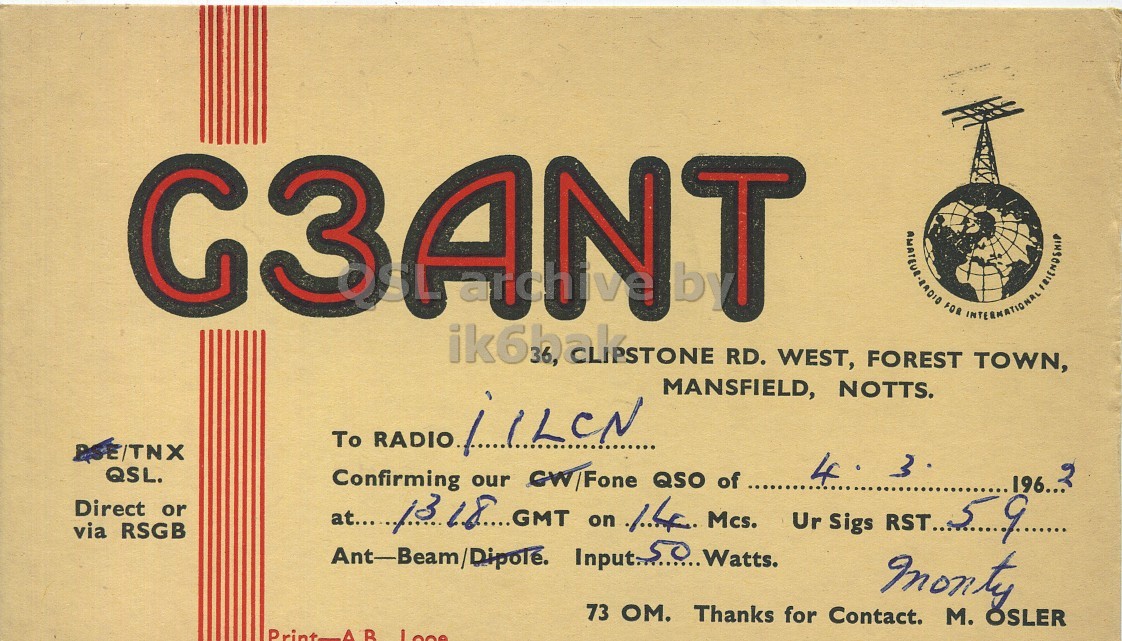 G3ANT
AMATEUR-RADIO FOR INTERNATIONAL FRIENDSHIP
QSL archive by
ik6bak
36, CLIPSTONE RD. WEST, FOREST TOWN,
MANSFIELD, NOTTS.
PSE/TNX
QSL.
Direct or
via RSGB
To RADIO i1LCN
Confirming our CW/Fone QSO of 4. 3. 1962
at 1318 GMT on 14 Mcs. Ur Sigs RST 59
Ant—Beam/Dipole. Input 50 Watts.
Monty
73 OM. Thanks for Contact. M. OSLER
Print—A.B. Looe